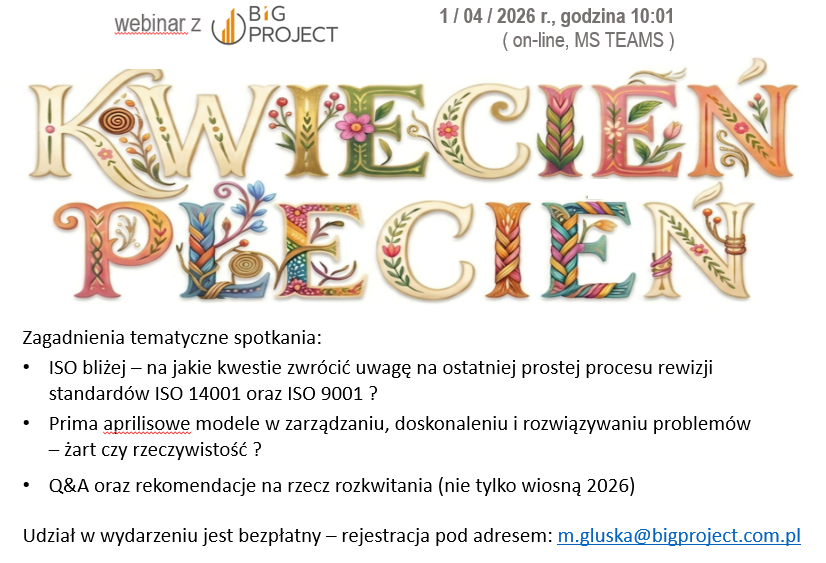 webinar z BiG PROJECT
1 / 04 / 2026 r., godzina 10:01
( on-line, MS TEAMS )
KWIECIEŃ
PLECIEŃ
Zagadnienia tematyczne spotkania:
• ISO bliżej – na jakie kwestie zwrócić uwagę na ostatniej prostej procesu rewizji
standardów ISO 14001 oraz ISO 9001 ?
• Prima aprilisowe modele w zarządzaniu, doskonaleniu i rozwiązywaniu problemów
– żart czy rzeczywistość ?
• Q&A oraz rekomendacje na rzecz rozkwitania (nie tylko wiosną 2026)
Udział w wydarzeniu jest bezpłatny – rejestracja pod adresem: m.gluska@bigproject.com.pl